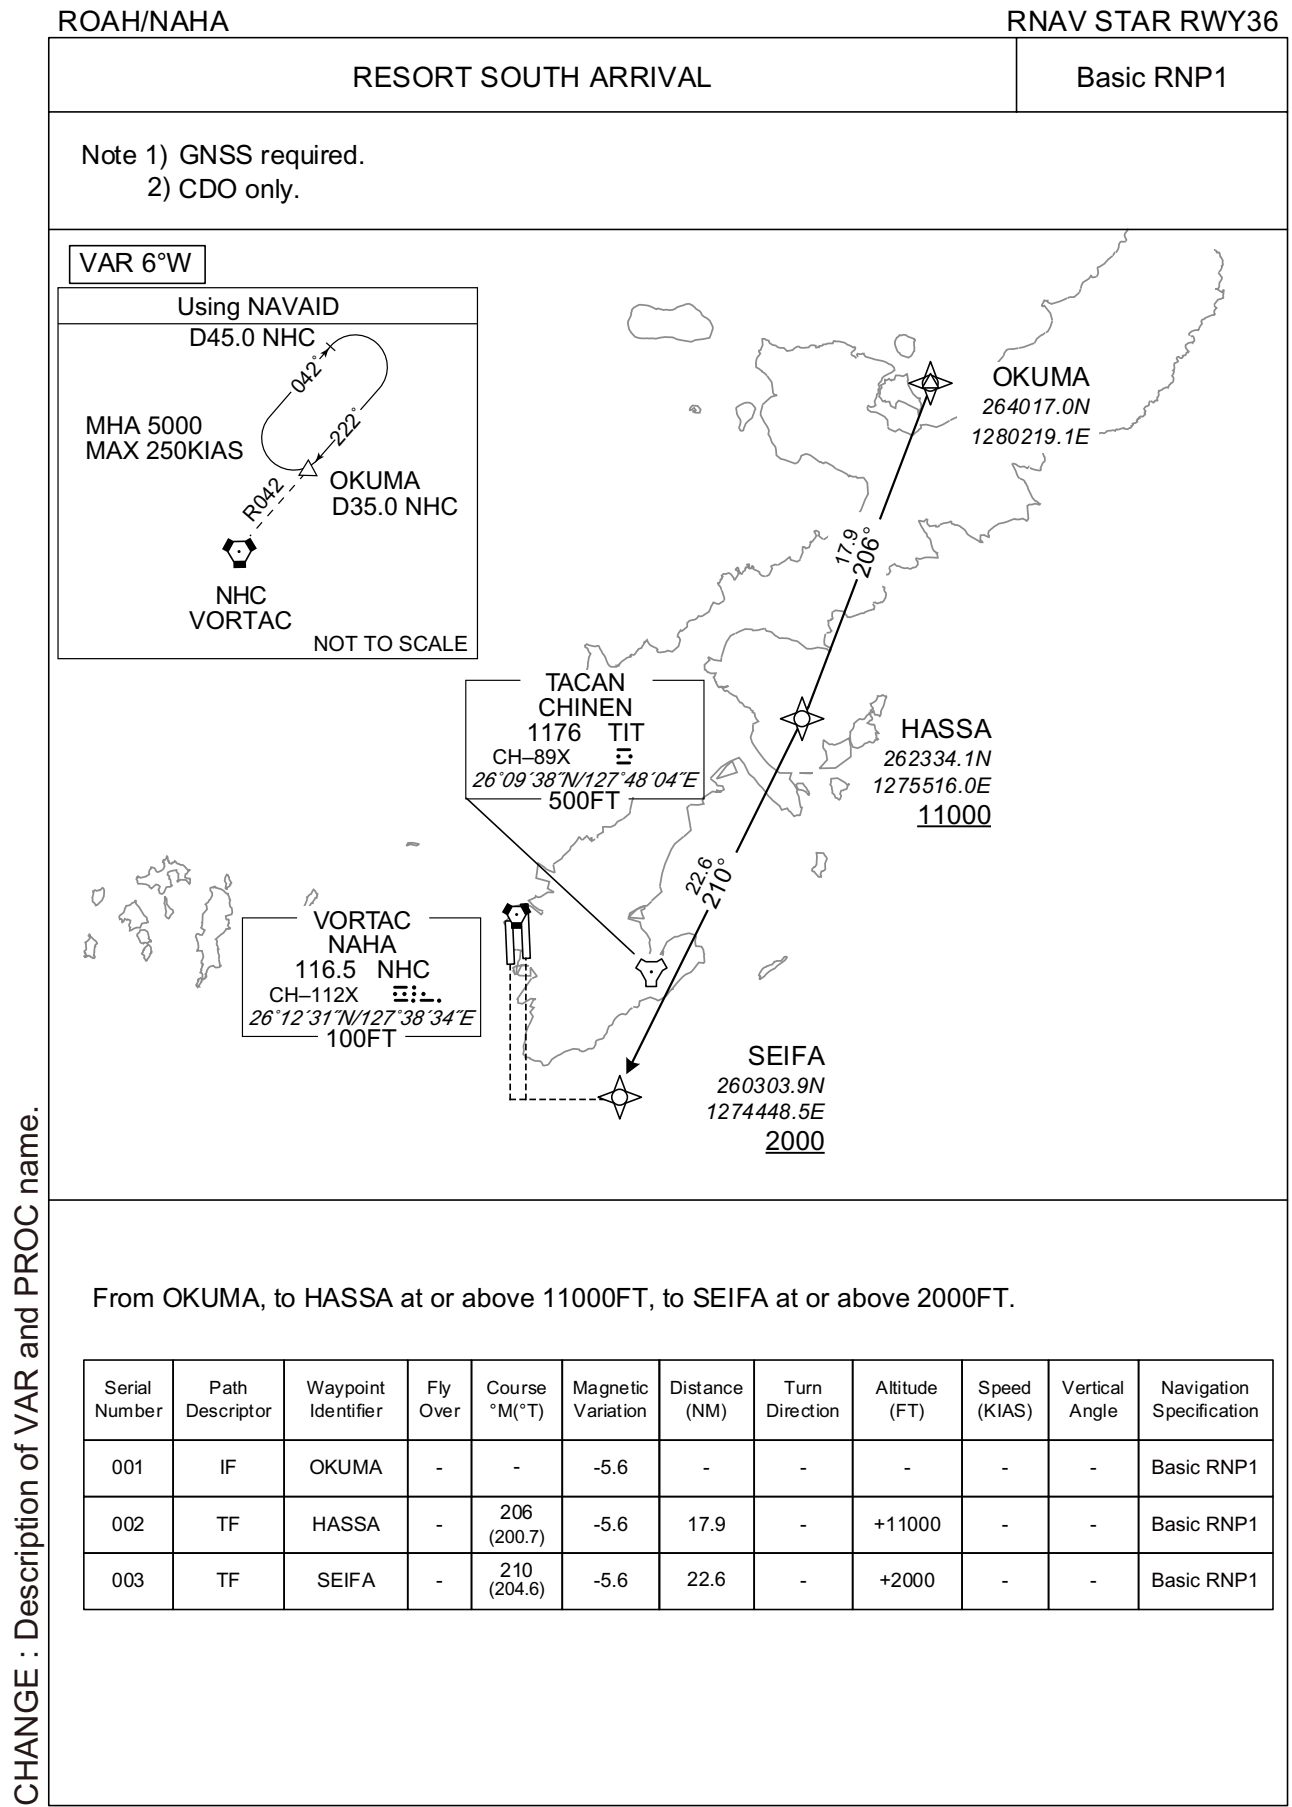 ROAH/NAHA
RNAV STAR RWY36
RESORT SOUTH ARRIVAL
Basic RNP1
Note 1) GNSS required.
2) CDO only.
VAR 6°W
Using NAVAID
D45.0 NHC
042°
222°
MHA 5000
MAX 250KIAS
OKUMA
D35.0 NHC
R042
NHC
VORTAC
NOT TO SCALE
OKUMA
264017.0N
1280219.1E
17.9
206°
TACAN
CHINEN
1176 TIT
CH–89X
26°09´38˝N/127°48´04˝E
500FT
HASSA
262334.1N
1275516.0E
11000
22.6
210°
VORTAC
NAHA
116.5 NHC
CH–112X
26°12´31˝N/127°38´34˝E
100FT
SEIFA
260303.9N
1274448.5E
2000
CHANGE : Description of VAR and PROC name.
From OKUMA, to HASSA at or above 11000FT, to SEIFA at or above 2000FT.
Serial Path Waypoint Fly Course Magnetic Distance Turn Altitude Speed Vertical Navigation
Number Descriptor Identifier Over °M(°T) Variation (NM) Direction (FT) (KIAS) Angle Specification
001 IF OKUMA - - -5.6 - - - - - Basic RNP1
002 TF HASSA - 206 (200.7) -5.6 17.9 - +11000 - - Basic RNP1
003 TF SEIFA - 210 (204.6) -5.6 22.6 - +2000 - - Basic RNP1